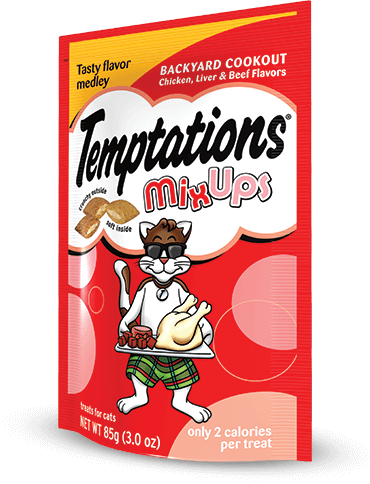 Tasty flavor
medley
BACKYARD COOKOUT
Chicken, Liver & Beef Flavors
Temptations®
MixUps
crunchy outside
soft inside
treats for cats
NET WT 85g (3.0 oz)
only 2 calories
per treat